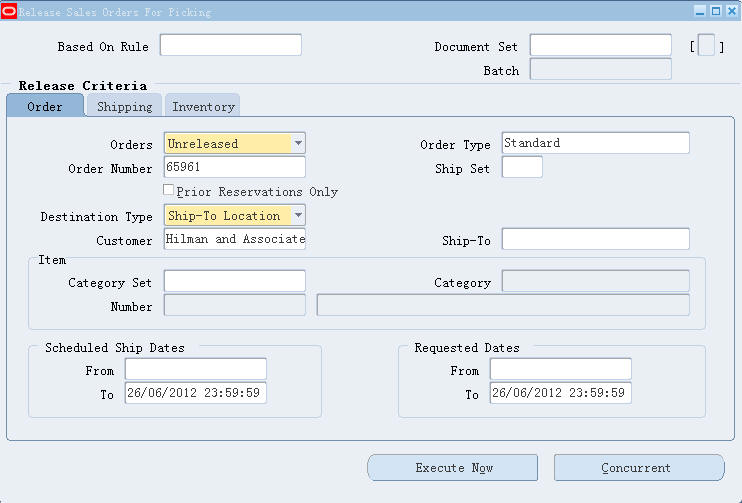 Release Sales Orders For Picking
Based On Rule Document Set [ ]
Batch
Release Criteria
Order Shipping Inventory
Orders Unreleased Order Type Standard
Order Number 65961 Ship Set
Prior Reservations Only
Destination Type Ship-To Location
Customer Hilman and Associate Ship-To
Item
Category Set Category
Number
Scheduled Ship Dates Requested Dates
From From
To 26/06/2012 23:59:59 To 26/06/2012 23:59:59
Execute Now Concurrent